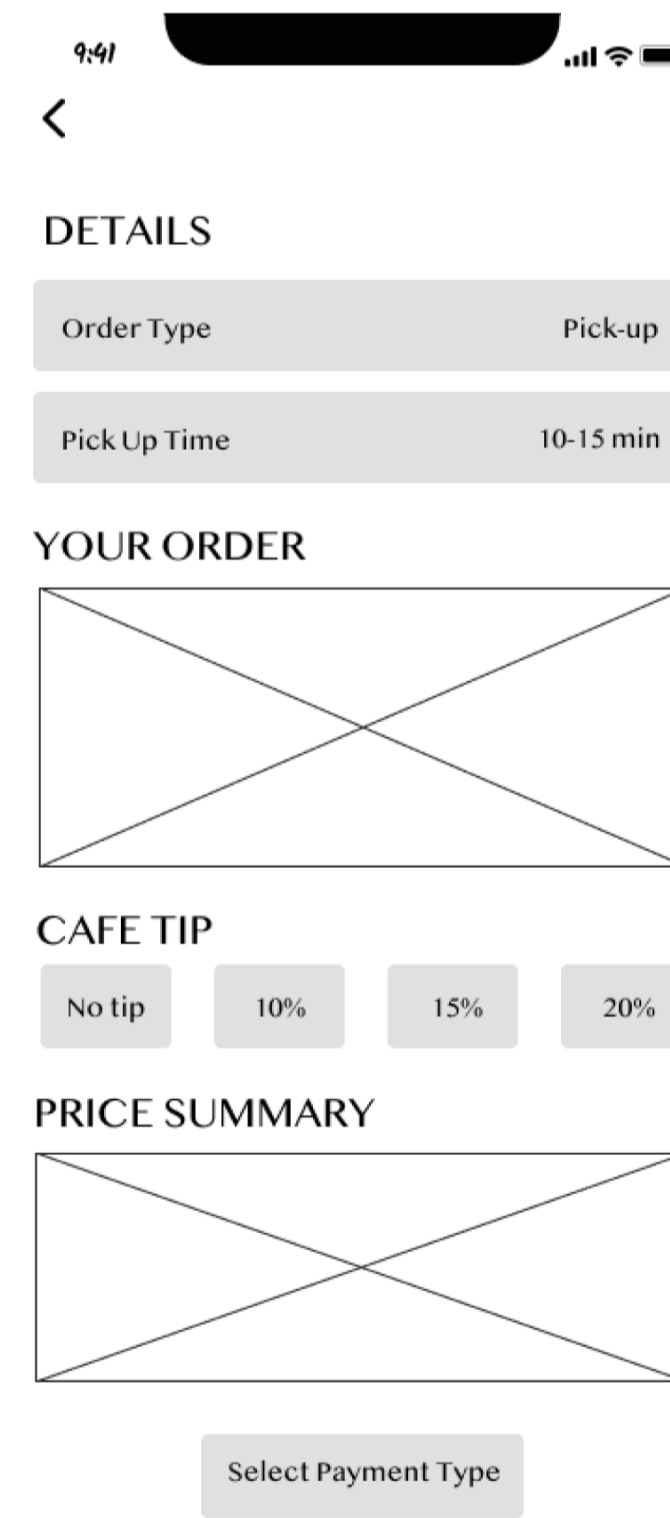 9:41
DETAILS
Order Type Pick-up
Pick Up Time 10-15 min
YOUR ORDER
CAFE TIP
No tip 10% 15% 20%
PRICE SUMMARY
Select Payment Type